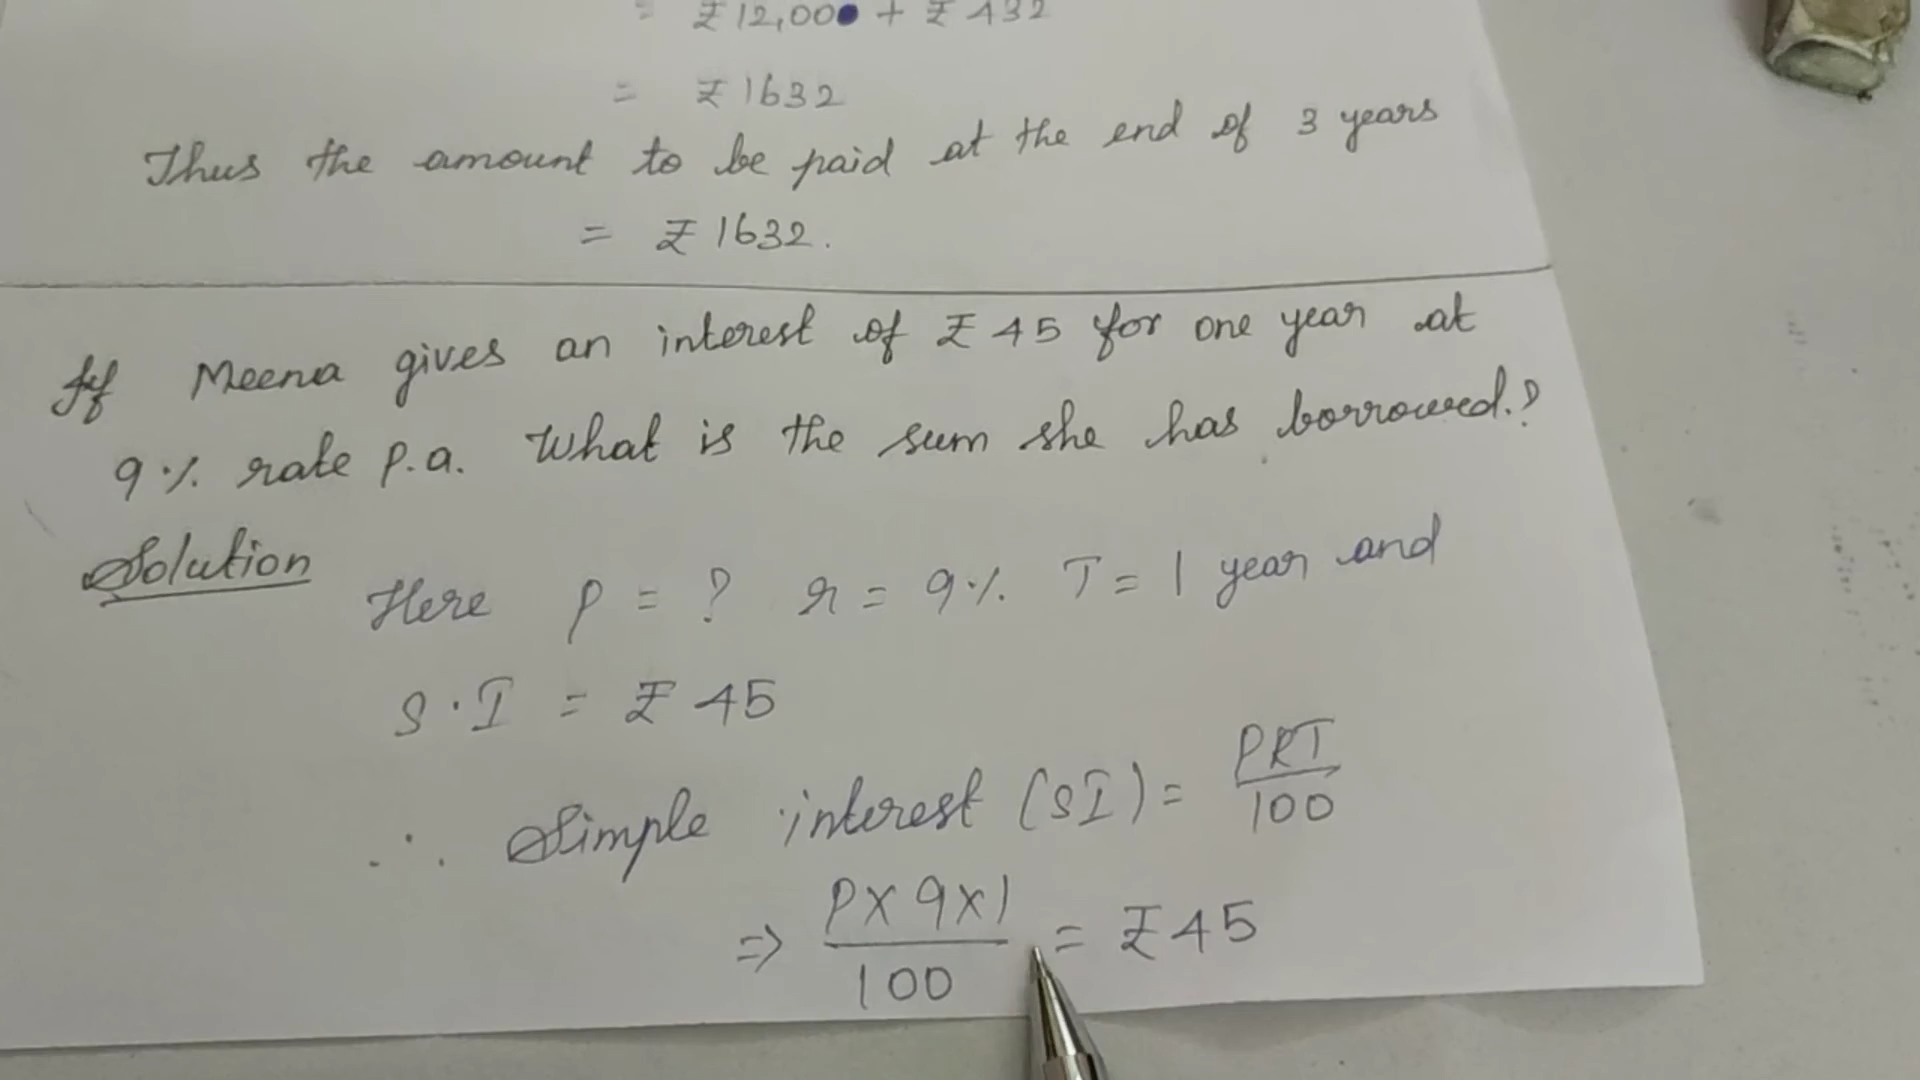 = ₹ 12,000 + ₹ 432
= ₹ 1632
Thus the amount to be paid at the end of 3 years
= ₹ 1632.
If Meena gives an interest of ₹ 45 for one year at
9% rate p.a. What is the sum she has borrowed.?
Solution
Here P = ? r = 9% T = 1 year and
S.I = ₹ 45
∴ Simple interest (SI) = PRT/100
⇒ P×9×1/100 = ₹ 45